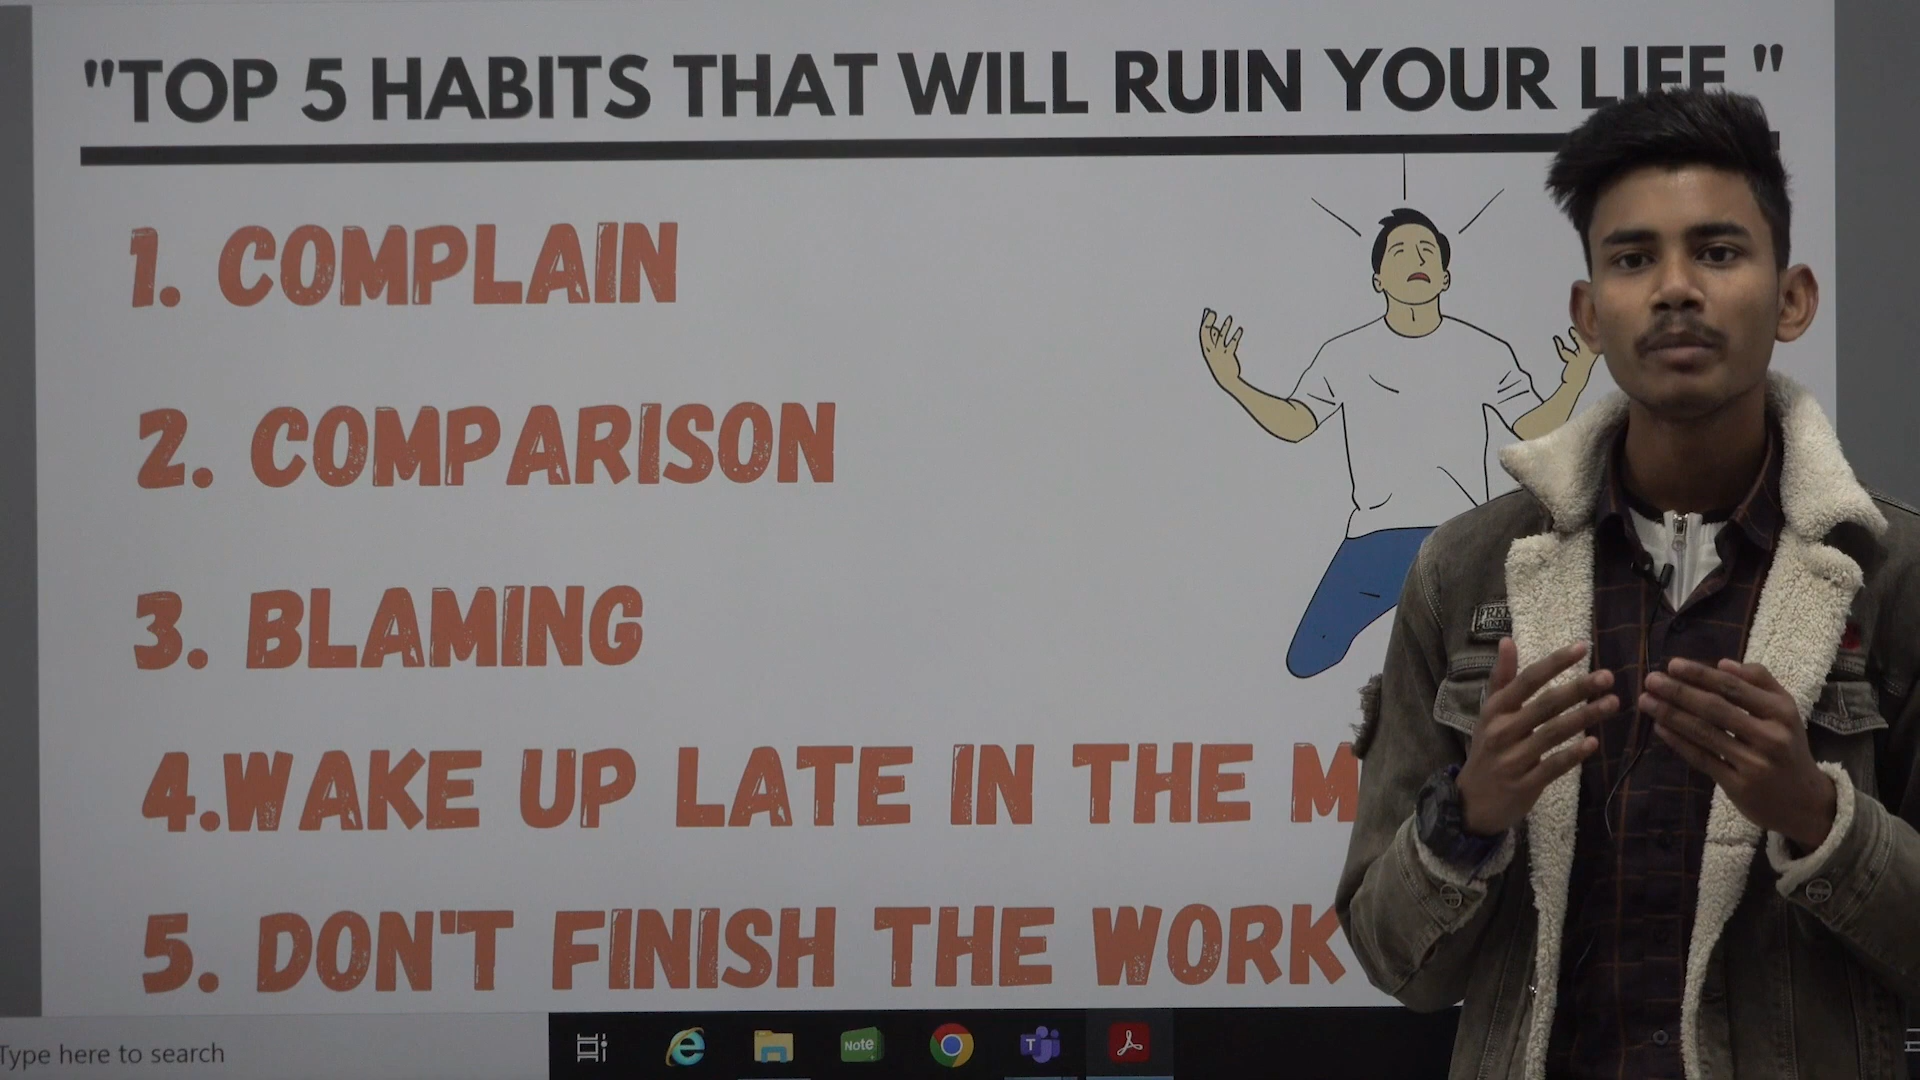 "TOP 5 HABITS THAT WILL RUIN YOUR LIFE "
1. COMPLAIN
2. COMPARISON
3. BLAMING
4.WAKE UP LATE IN THE M
5. DON'T FINISH THE WORK
Type here to search
Note
T